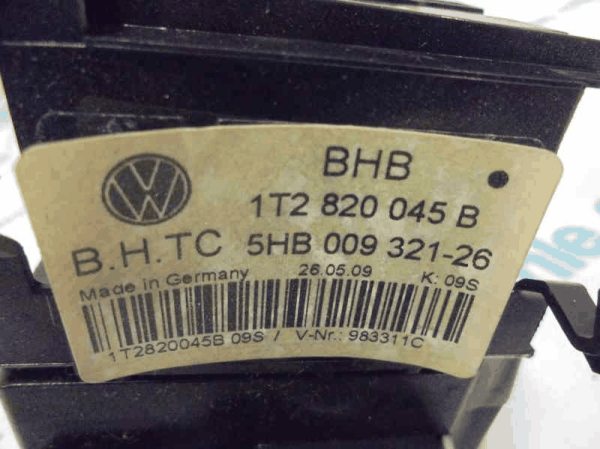 BHB
1T2 820 045 B
B.H.TC 5HB 009 321-26
Made in Germany 26.05.09 K: 09S
1T2820045B 09S / V-Nr.: 983311C